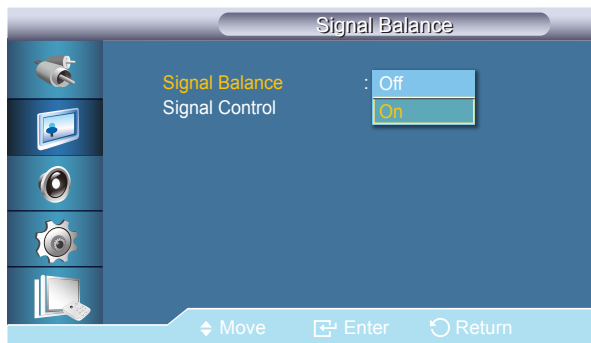 Signal Balance
Signal Balance : Off
Signal Control On
Move Enter Return